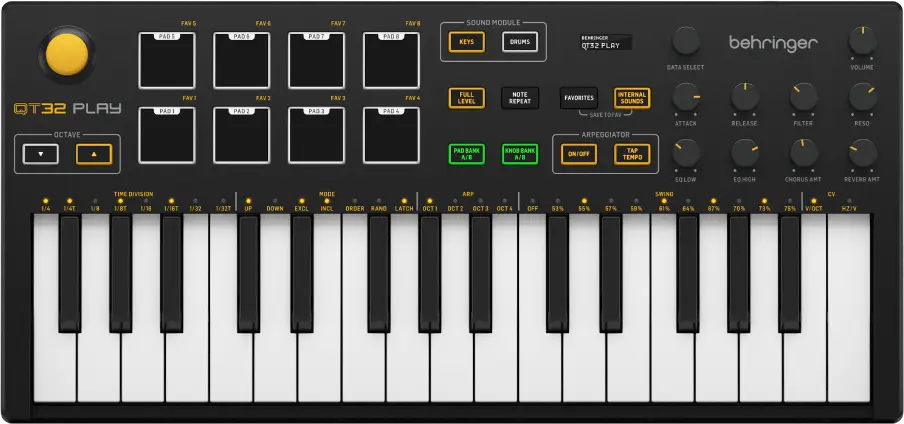 FAV 5 FAV 6 FAV 7 FAV 8
PAD 5 PAD 6 PAD 7 PAD 8
SOUND MODULE
KEYS DRUMS
BEHRINGER
QT32 PLAY
DATA SELECT
behringer
VOLUME
QT32 PLAY
FAV 1 FAV 2 FAV 3 FAV 4
PAD 1 PAD 2 PAD 3 PAD 4
FULL LEVEL
NOTE REPEAT
FAVORITES
INTERNAL SOUNDS
SAVE TO FAV
ATTACK RELEASE FILTER RESO
OCTAVE
▼ ▲
PAD BANK A/B
KNOB BANK A/B
ARPEGGIATOR
ON/OFF
TAP TEMPO
EQ LOW EQ HIGH CHORUS AMT REVERB AMT
TIME DIVISION MODE ARP SWING CV
1/4 1/4T 1/8 1/8T 1/16 1/16T 1/32 1/32T UP DOWN EXCL INCL ORDER RAND LATCH OCT 1 OCT 2 OCT 3 OCT 4 OFF 53% 55% 57% 59% 61% 64% 67% 70% 73% 75% V/OCT HZ/V